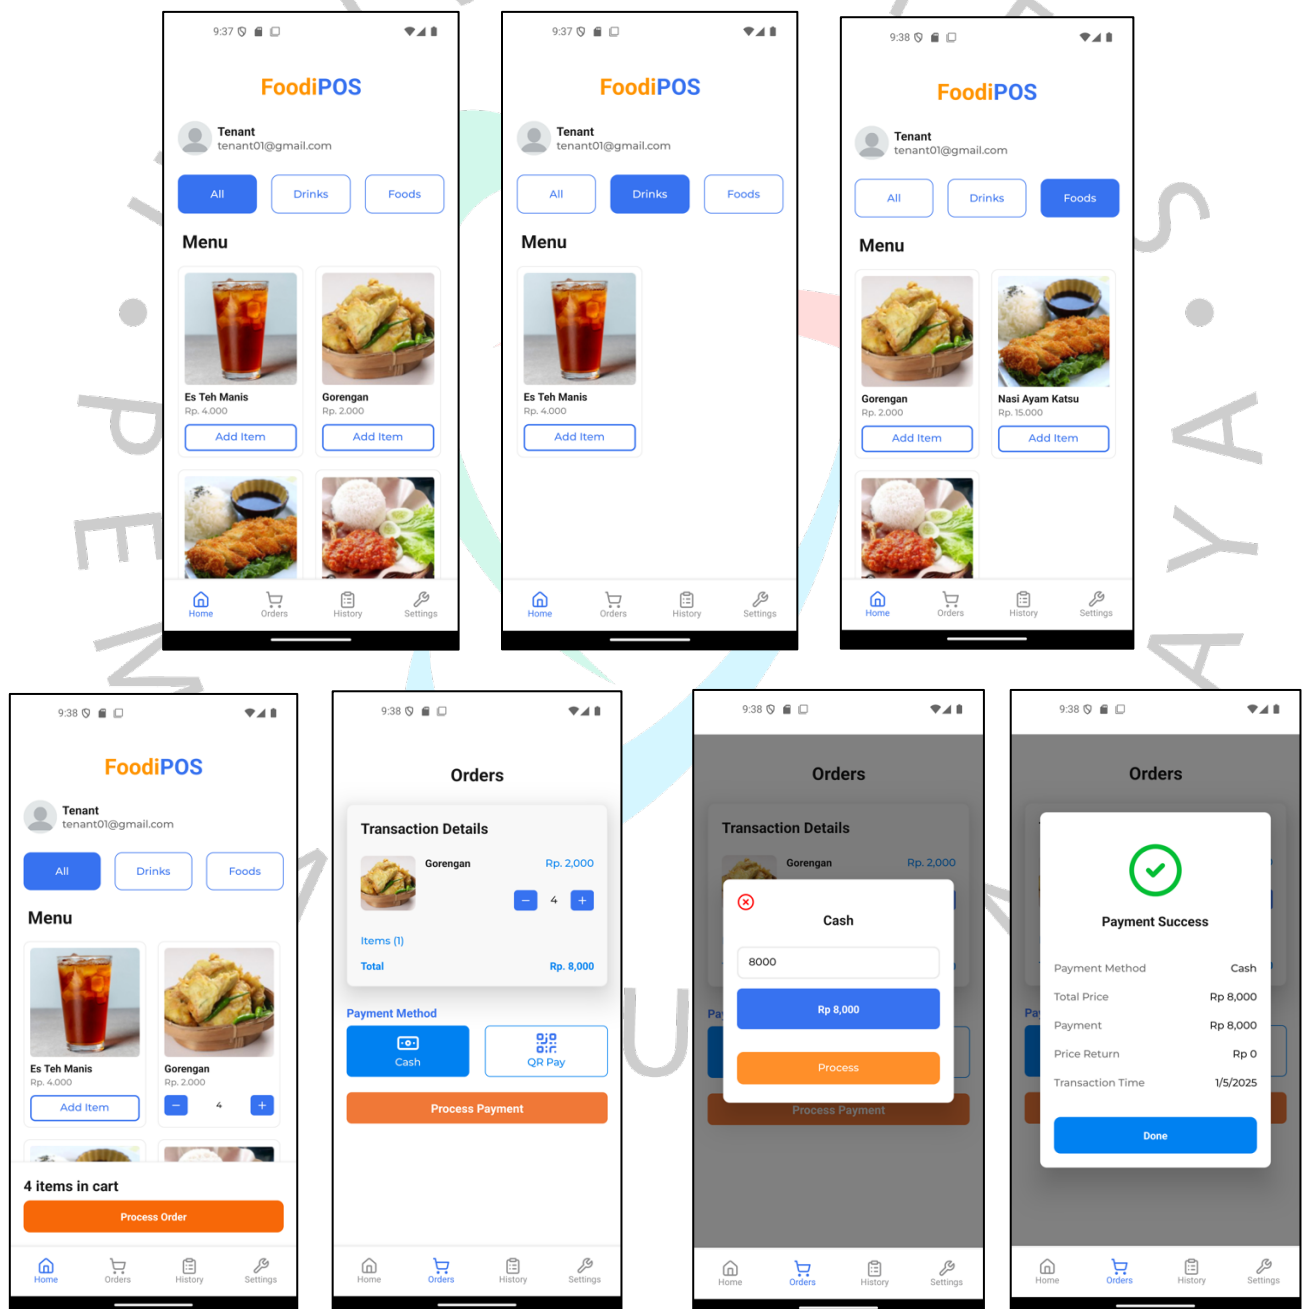 9:37
FoodiPOS
Tenant
tenant01@gmail.com
All Drinks Foods
Menu
Es Teh Manis
Rp. 4.000
Add Item
Gorengan
Rp. 2.000
Add Item
Home Orders History Settings
9:37
FoodiPOS
Tenant
tenant01@gmail.com
All Drinks Foods
Menu
Es Teh Manis
Rp. 4.000
Add Item
Home Orders History Settings
9:38
FoodiPOS
Tenant
tenant01@gmail.com
All Drinks Foods
Menu
Gorengan
Rp. 2.000
Add Item
Nasi Ayam Katsu
Rp. 15.000
Add Item
Home Orders History Settings
9:38
FoodiPOS
Tenant
tenant01@gmail.com
All Drinks Foods
Menu
Es Teh Manis
Rp. 4.000
Add Item
Gorengan
Rp. 2.000
− 4 +
4 items in cart
Process Order
Home Orders History Settings
9:38
Orders
Transaction Details
Gorengan Rp. 2,000
− 4 +
Items (1)
Total Rp. 8,000
Payment Method
Cash QR Pay
Process Payment
Home Orders History Settings
9:38
Orders
Transaction Details
Gorengan Rp. 2,000
Cash
8000
Rp 8,000
Process
Process Payment
Home Orders History Settings
9:38
Orders
Payment Success
Payment Method Cash
Total Price Rp 8,000
Payment Rp 8,000
Price Return Rp 0
Transaction Time 1/5/2025
Done
Home Orders History Settings